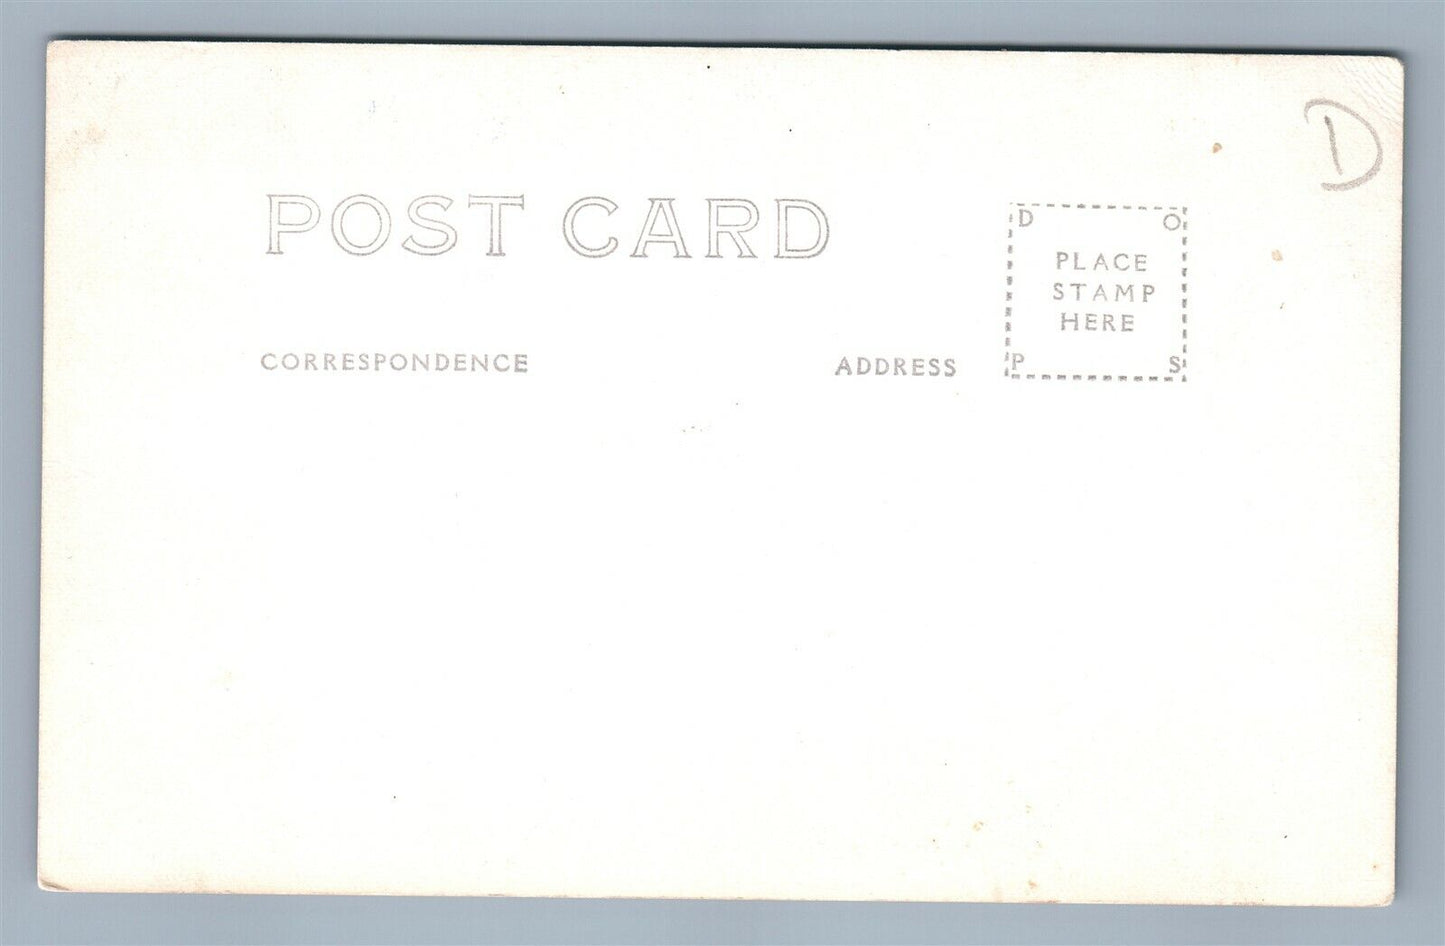 D
POST CARD
D O
PLACE
STAMP
HERE
P S
CORRESPONDENCE
ADDRESS